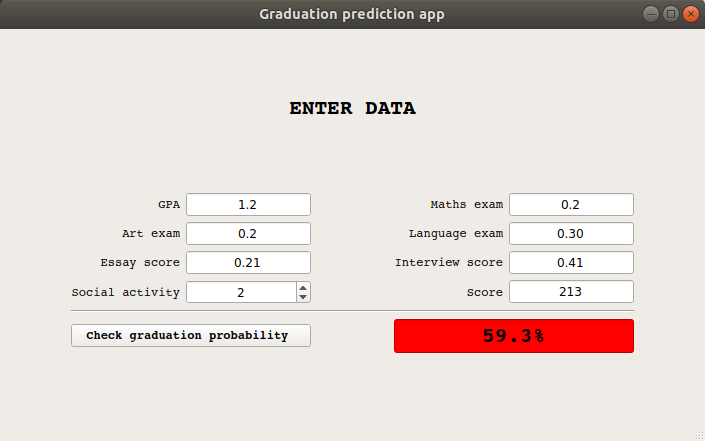 Graduation prediction app
ENTER DATA
GPA 1.2 Maths exam 0.2
Art exam 0.2 Language exam 0.30
Essay score 0.21 Interview score 0.41
Social activity 2 Score 213
Check graduation probability 59.3%